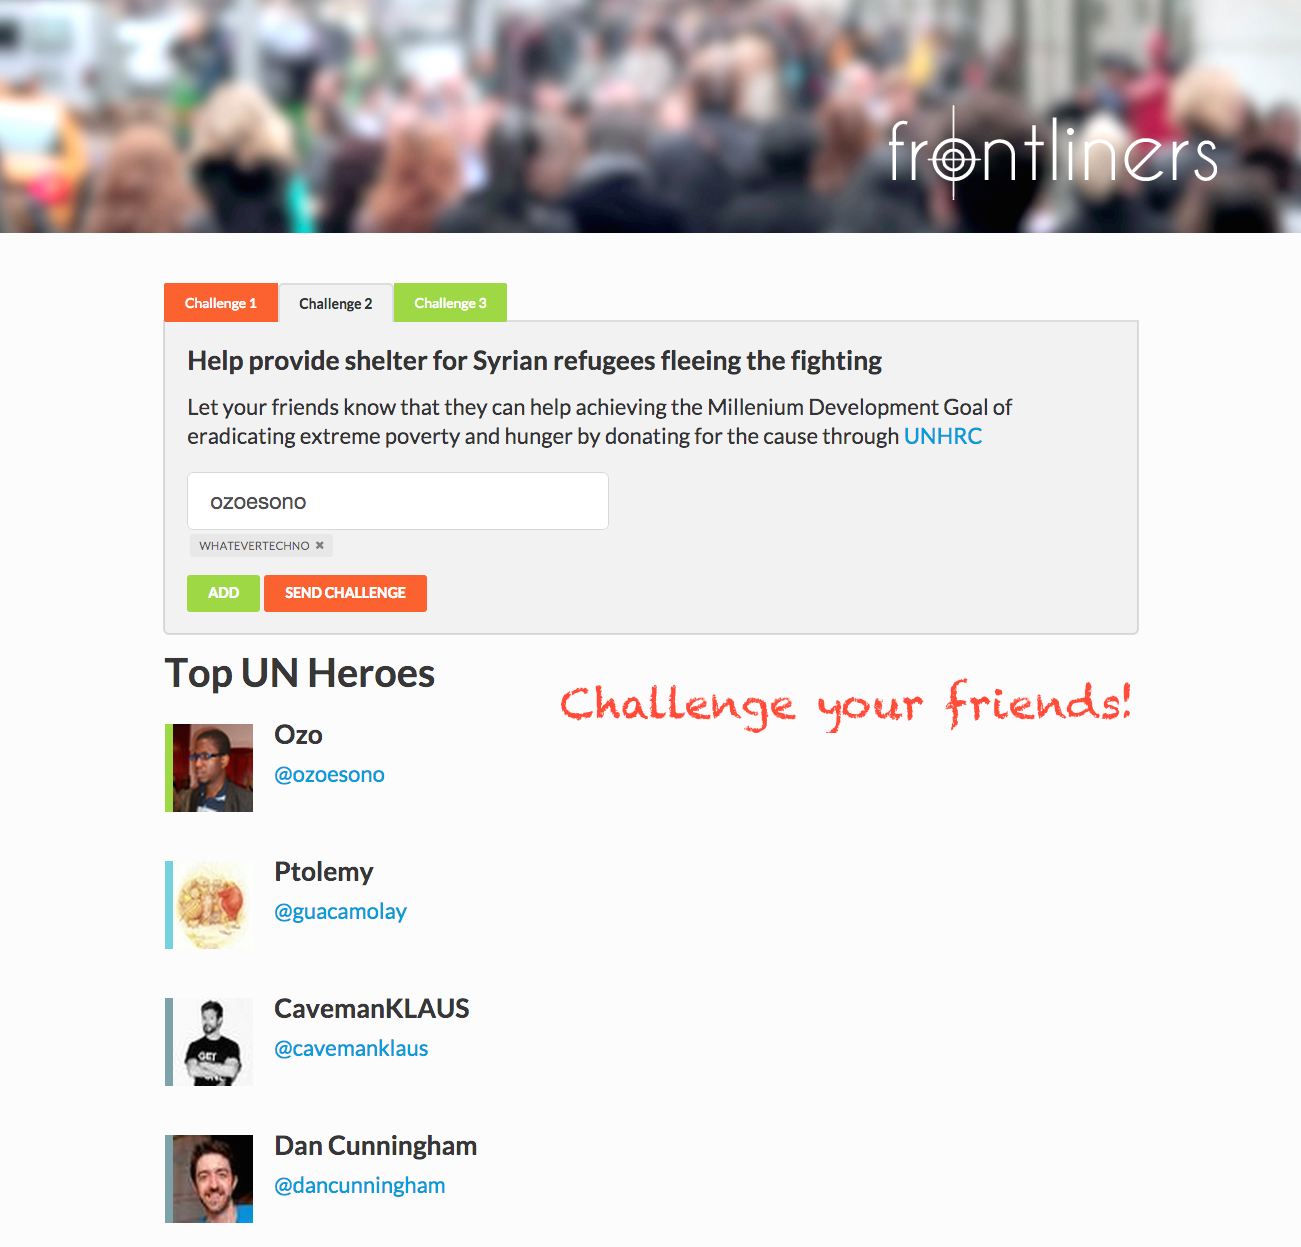 frontliners
Challenge 1
Challenge 2
Challenge 3
Help provide shelter for Syrian refugees fleeing the fighting
Let your friends know that they can help achieving the Millenium Development Goal of
eradicating extreme poverty and hunger by donating for the cause through UNHRC
ozoesono
WHATEVERTECHNO ✖
ADD
SEND CHALLENGE
Top UN Heroes
Challenge your friends!
Ozo
@ozoesono
Ptolemy
@guacamolay
CavemanKLAUS
@cavemanklaus
GET
Dan Cunningham
@dancunningham